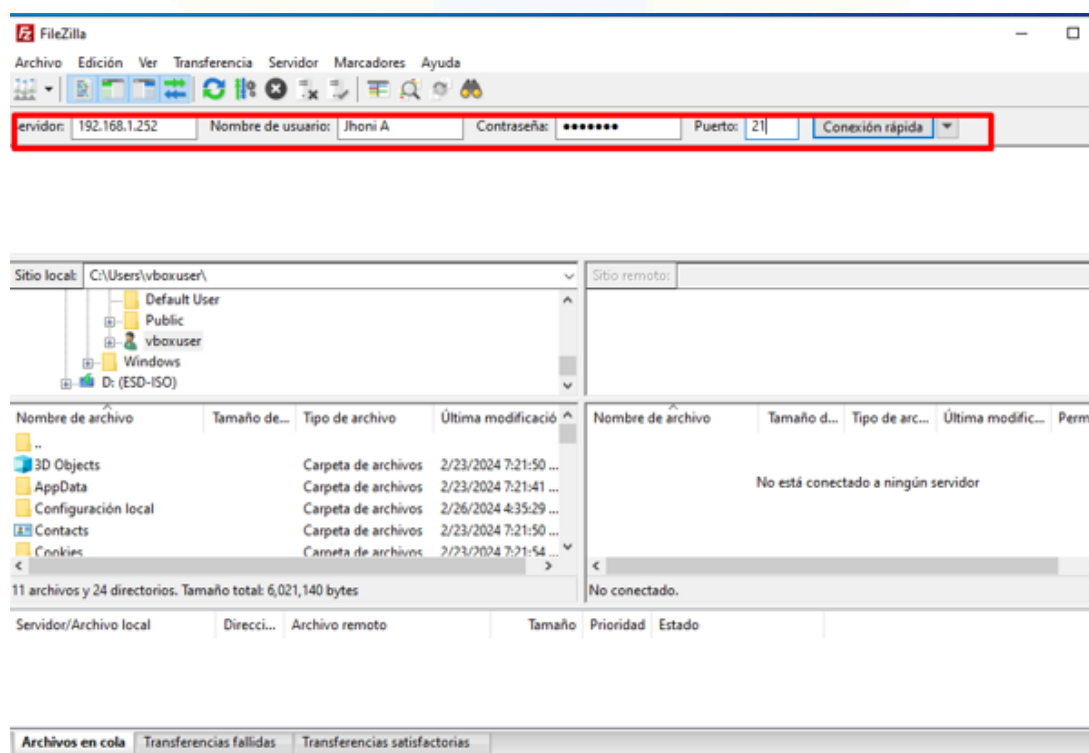 FileZilla
Archivo Edición Ver Transferencia Servidor Marcadores Ayuda
ervidor: 192.168.1.252 Nombre de usuario: Jhoni A Contraseña: ●●●●●●● Puerto: 21 Conexión rápida
Sitio local: C:\Users\vboxuser\ Sitio remoto:
Default User
Public
vboxuser
Windows
D: (ESD-ISO)
Nombre de archivo Tamaño de... Tipo de archivo Última modificació Nombre de archivo Tamaño d... Tipo de arc... Última modific... Perm
..
3D Objects Carpeta de archivos 2/23/2024 7:21:50 ...
AppData Carpeta de archivos 2/23/2024 7:21:41 ... No está conectado a ningún servidor
Configuración local Carpeta de archivos 2/26/2024 4:35:29 ...
Contacts Carpeta de archivos 2/23/2024 7:21:50 ...
Cookies Carpeta de archivos 2/23/2024 7:21:54 ...
11 archivos y 24 directorios. Tamaño total: 6,021,140 bytes No conectado.
Servidor/Archivo local Direcci... Archivo remoto Tamaño Prioridad Estado
Archivos en cola Transferencias fallidas Transferencias satisfactorias